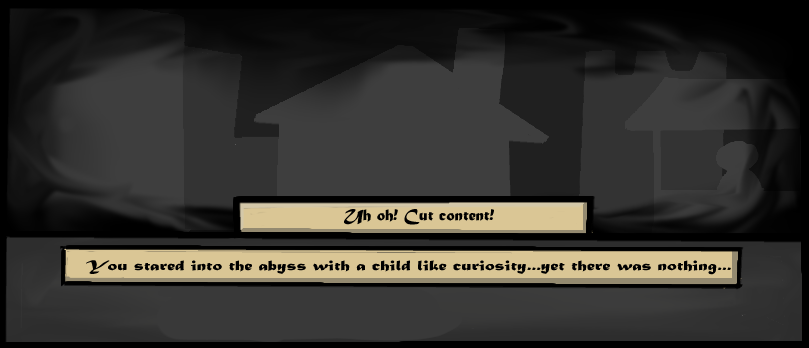 Uh oh! Cut content!
You stared into the abyss with a child like curiosity...yet there was nothing...